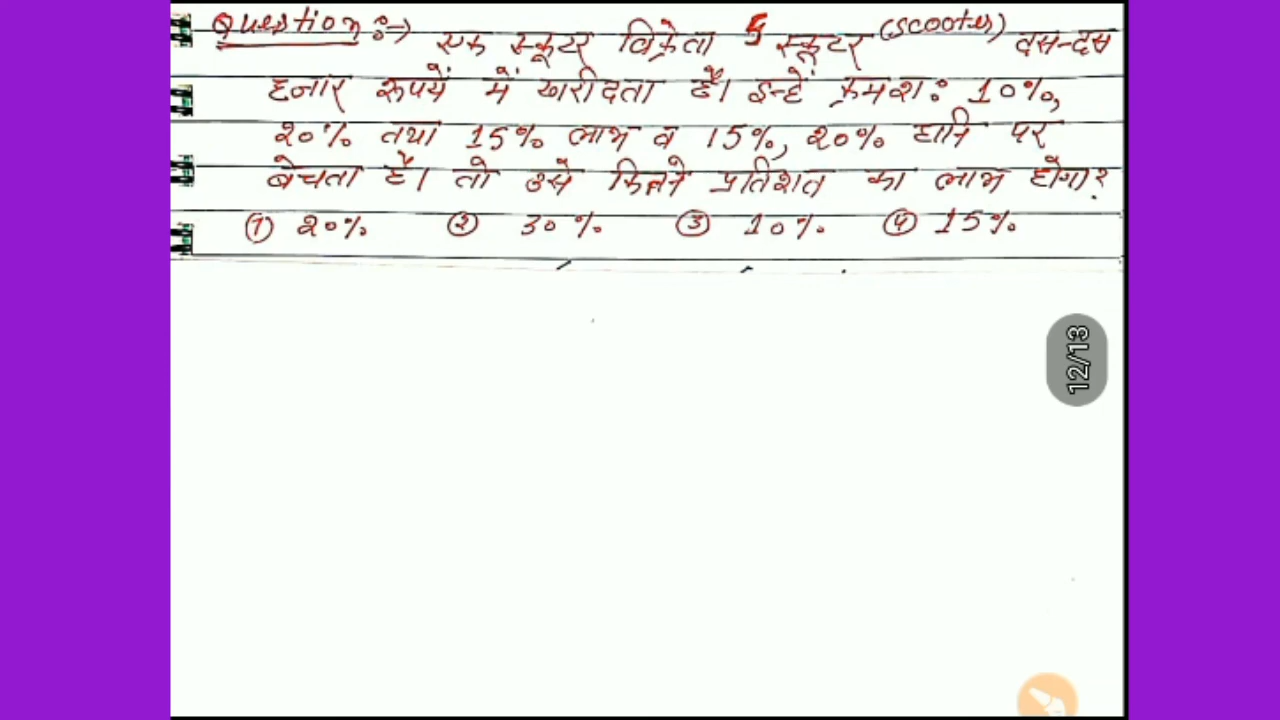 Question :→ एक स्कूटर विक्रेता 5 स्कूटर (scooter) दस-दस
हजार रूपयें में खरीदता है। इन्हें क्रमश: 10%,
20% तथा 15% लाभ व 15%, 20% हानि पर
बेचता है। तो उसे कितने प्रतिशत का लाभ होगा?
① 20% ② 30% ③ 10% ④ 15%
12/13